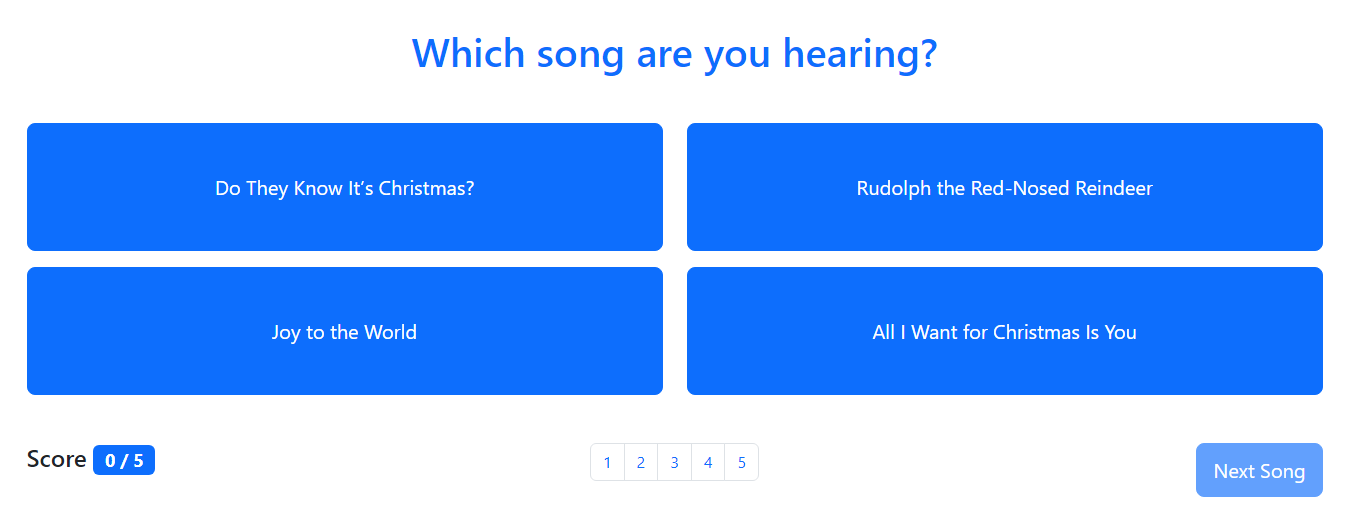 Which song are you hearing?
Do They Know It’s Christmas?
Rudolph the Red-Nosed Reindeer
Joy to the World
All I Want for Christmas Is You
Score 0 / 5
1 2 3 4 5
Next Song